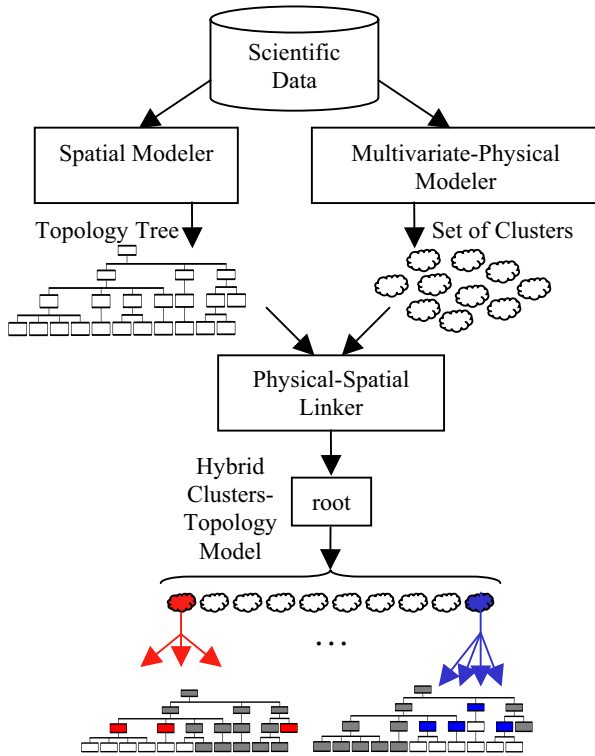 Scientific
Data
Spatial Modeler
Multivariate-Physical
Modeler
Topology Tree
Set of Clusters
Physical-Spatial
Linker
Hybrid
Clusters-
Topology
Model
root
...